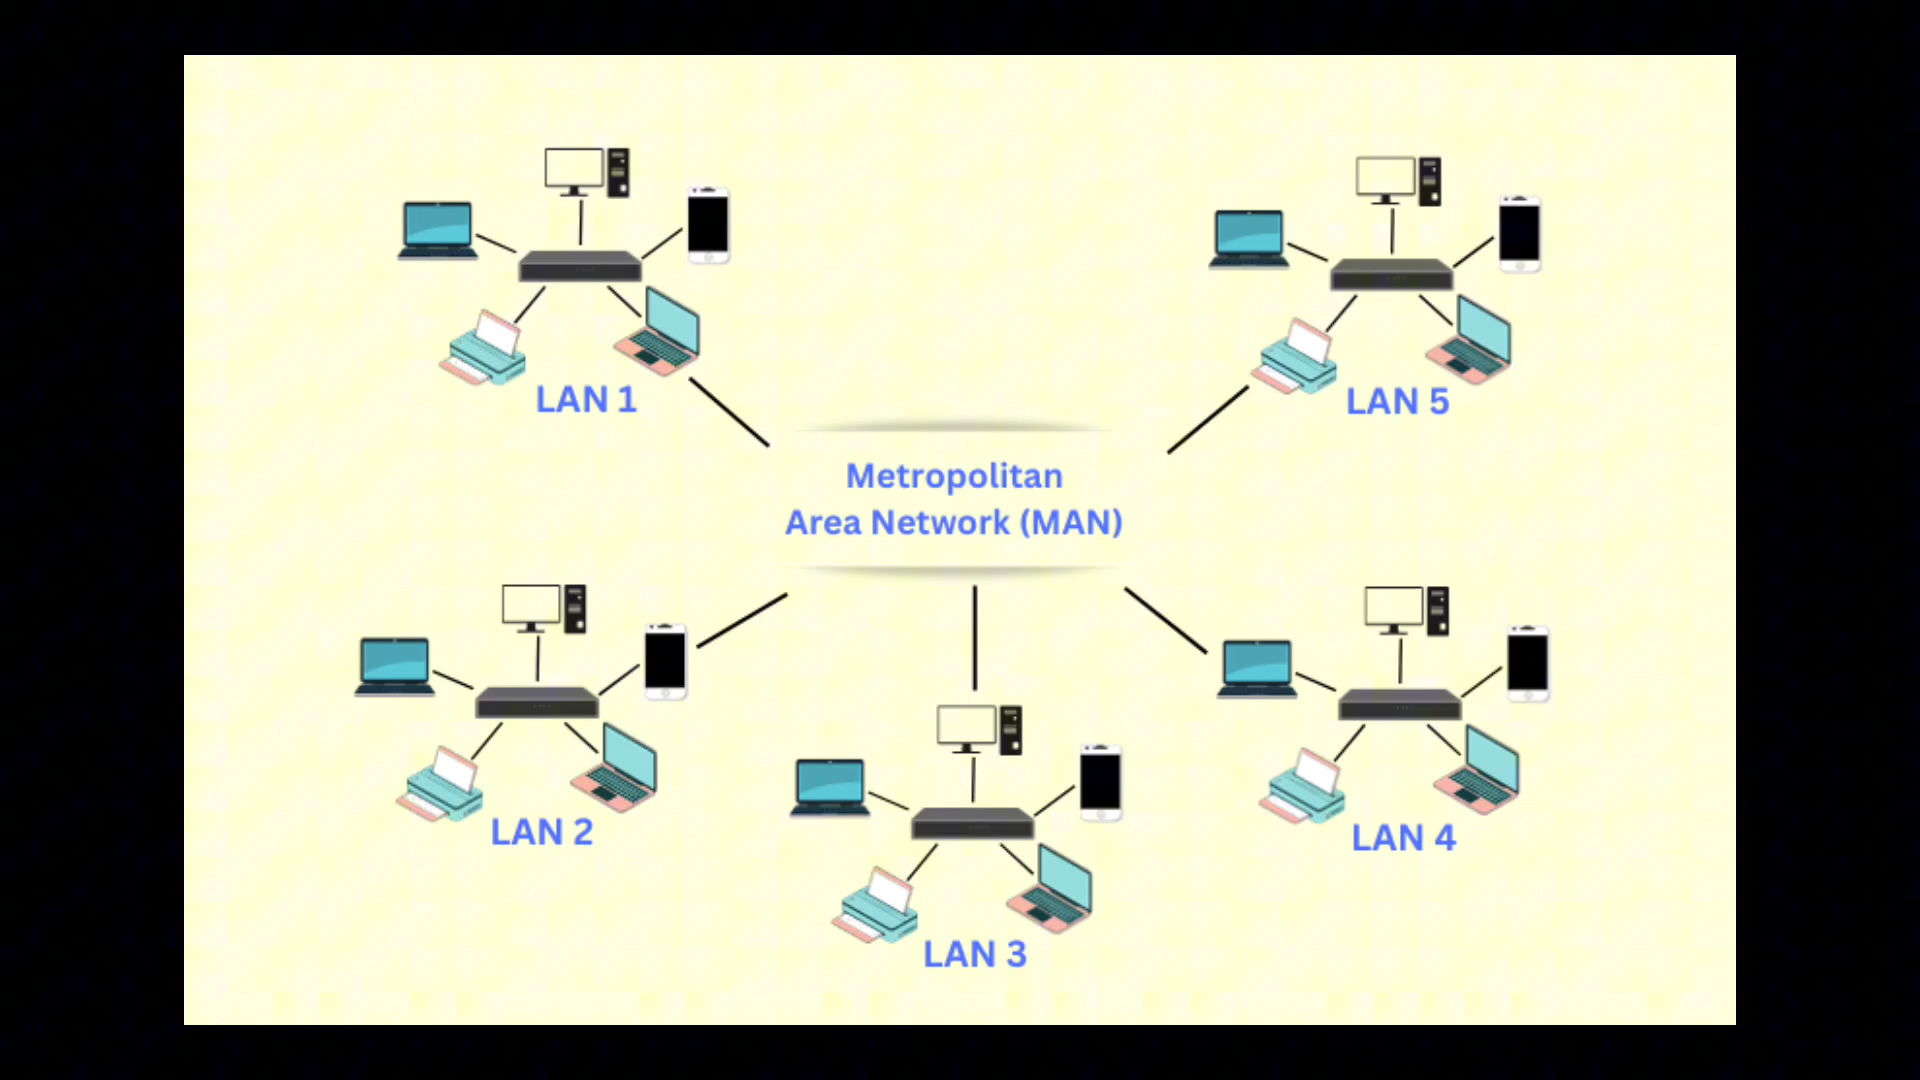 LAN 1
LAN 5
Metropolitan
Area Network (MAN)
LAN 2
LAN 4
LAN 3